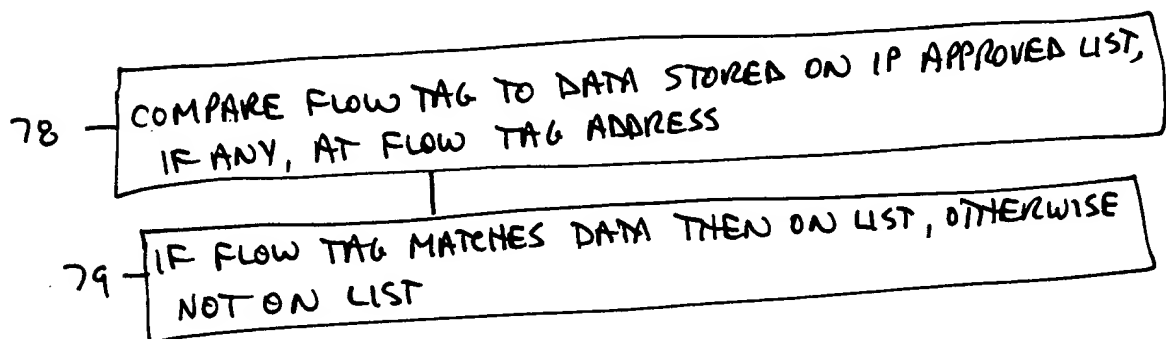 78 COMPARE FLOW TAG TO DATA STORED ON IP APPROVED LIST,
IF ANY, AT FLOW TAG ADDRESS
79 IF FLOW TAG MATCHES DATA THEN ON LIST, OTHERWISE
NOT ON LIST